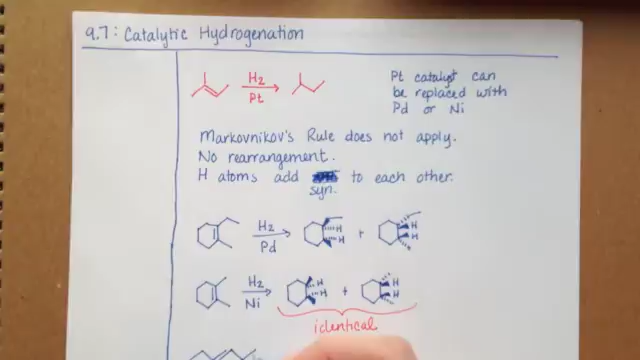 9.7: Catalytic Hydrogenation
H2
Pt
Pt catalyst can
be replaced with
Pd or Ni
Markovnikov's Rule does not apply.
No rearrangement.
H atoms add to each other.
syn.
H2
Pd
H
H
+
H
H
H2
Ni
H
H
+
H
H
identical